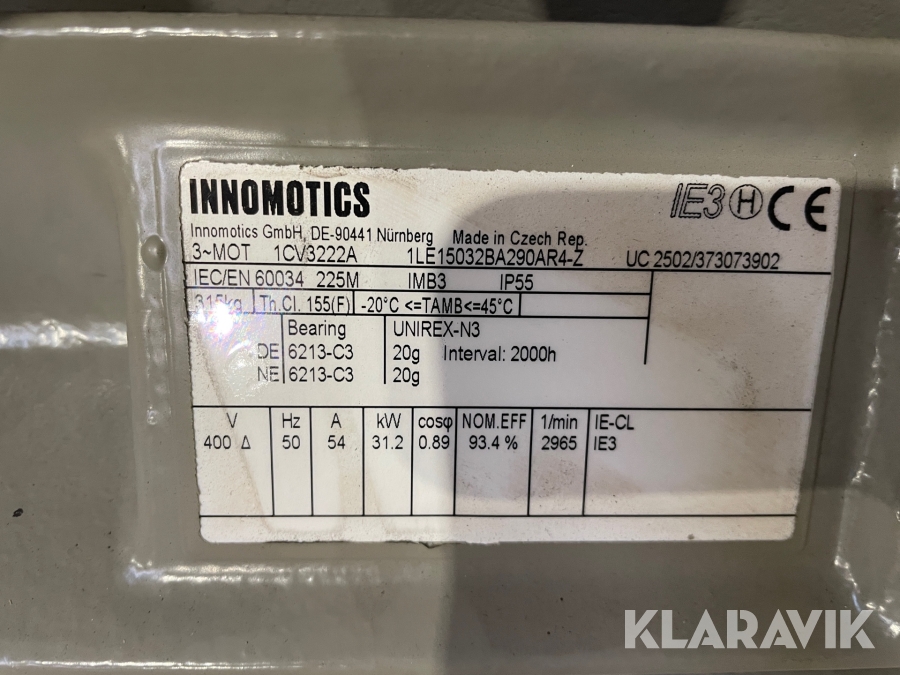 INNOMOTICS
IE3 H CE
Innomotics GmbH, DE-90441 Nürnberg Made in Czech Rep.
3~MOT 1CV3222A 1LE15032BA290AR4-Z UC 2502/373073902
IEC/EN 60034 225M IMB3 IP55
315kg Th.Cl. 155(F) -20°C <=TAMB<=45°C
Bearing UNIREX-N3
DE 6213-C3 20g Interval: 2000h
NE 6213-C3 20g
V Hz A kW cosφ NOM.EFF 1/min IE-CL
400 Δ 50 54 31.2 0.89 93.4 % 2965 IE3
KLARAVIK